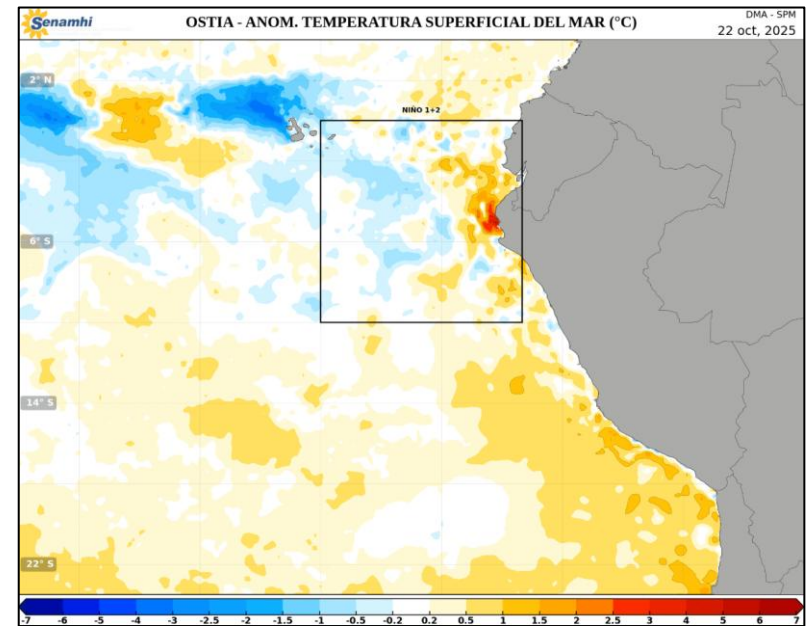 Senamhi
OSTIA - ANOM. TEMPERATURA SUPERFICIAL DEL MAR (°C)
DMA - SPM
22 oct, 2025
2° N
NIÑO 1+2
6° S
14° S
22° S
-7 -6 -5 -4 -3 -2.5 -2 -1.5 -1 -0.5 -0.2 0.2 0.5 1 1.5 2 2.5 3 4 5 6 7